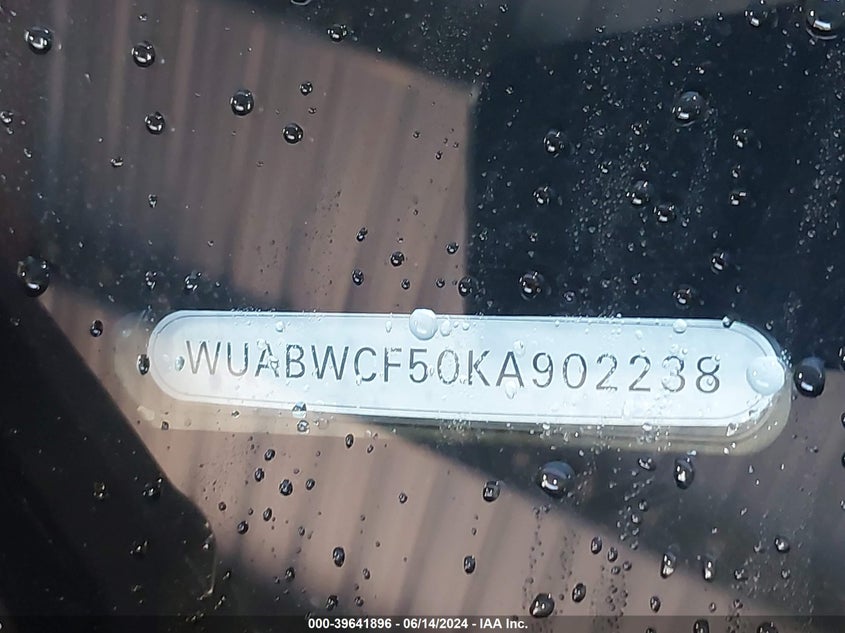 WUABWCF50KA902238
000-39641896 - 06/14/2024 - IAA Inc.